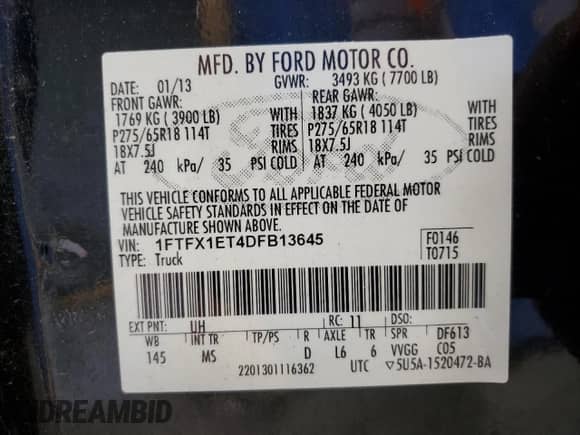 MFD. BY FORD MOTOR CO.
DATE: 01/13 GVWR: 3493 KG ( 7700 LB)
FRONT GAWR: REAR GAWR:
1769 KG ( 3900 LB) WITH 1837 KG ( 4050 LB) WITH
P275/65R18 114T TIRES P275/65R18 114T TIRES
18X7.5J RIMS 18X7.5J RIMS
AT 240 kPa/ 35 PSI COLD AT 240 kPa/ 35 PSI COLD
Ford
THIS VEHICLE CONFORMS TO ALL APPLICABLE FEDERAL MOTOR
VEHICLE SAFETY STANDARDS IN EFFECT ON THE DATE OF
MANUFACTURE SHOWN ABOVE.
VIN: 1FTFX1ET4DFB13645 F0146
TYPE: Truck T0715
EXT PNT: UH RC: 11 DSO:
WB INT TR TP/PS R AXLE TR SPR DF613
145 MS D L6 6 VVGG C05
2201301116362 UTC ▽5U5A-1520472-BA
IDREAMBID